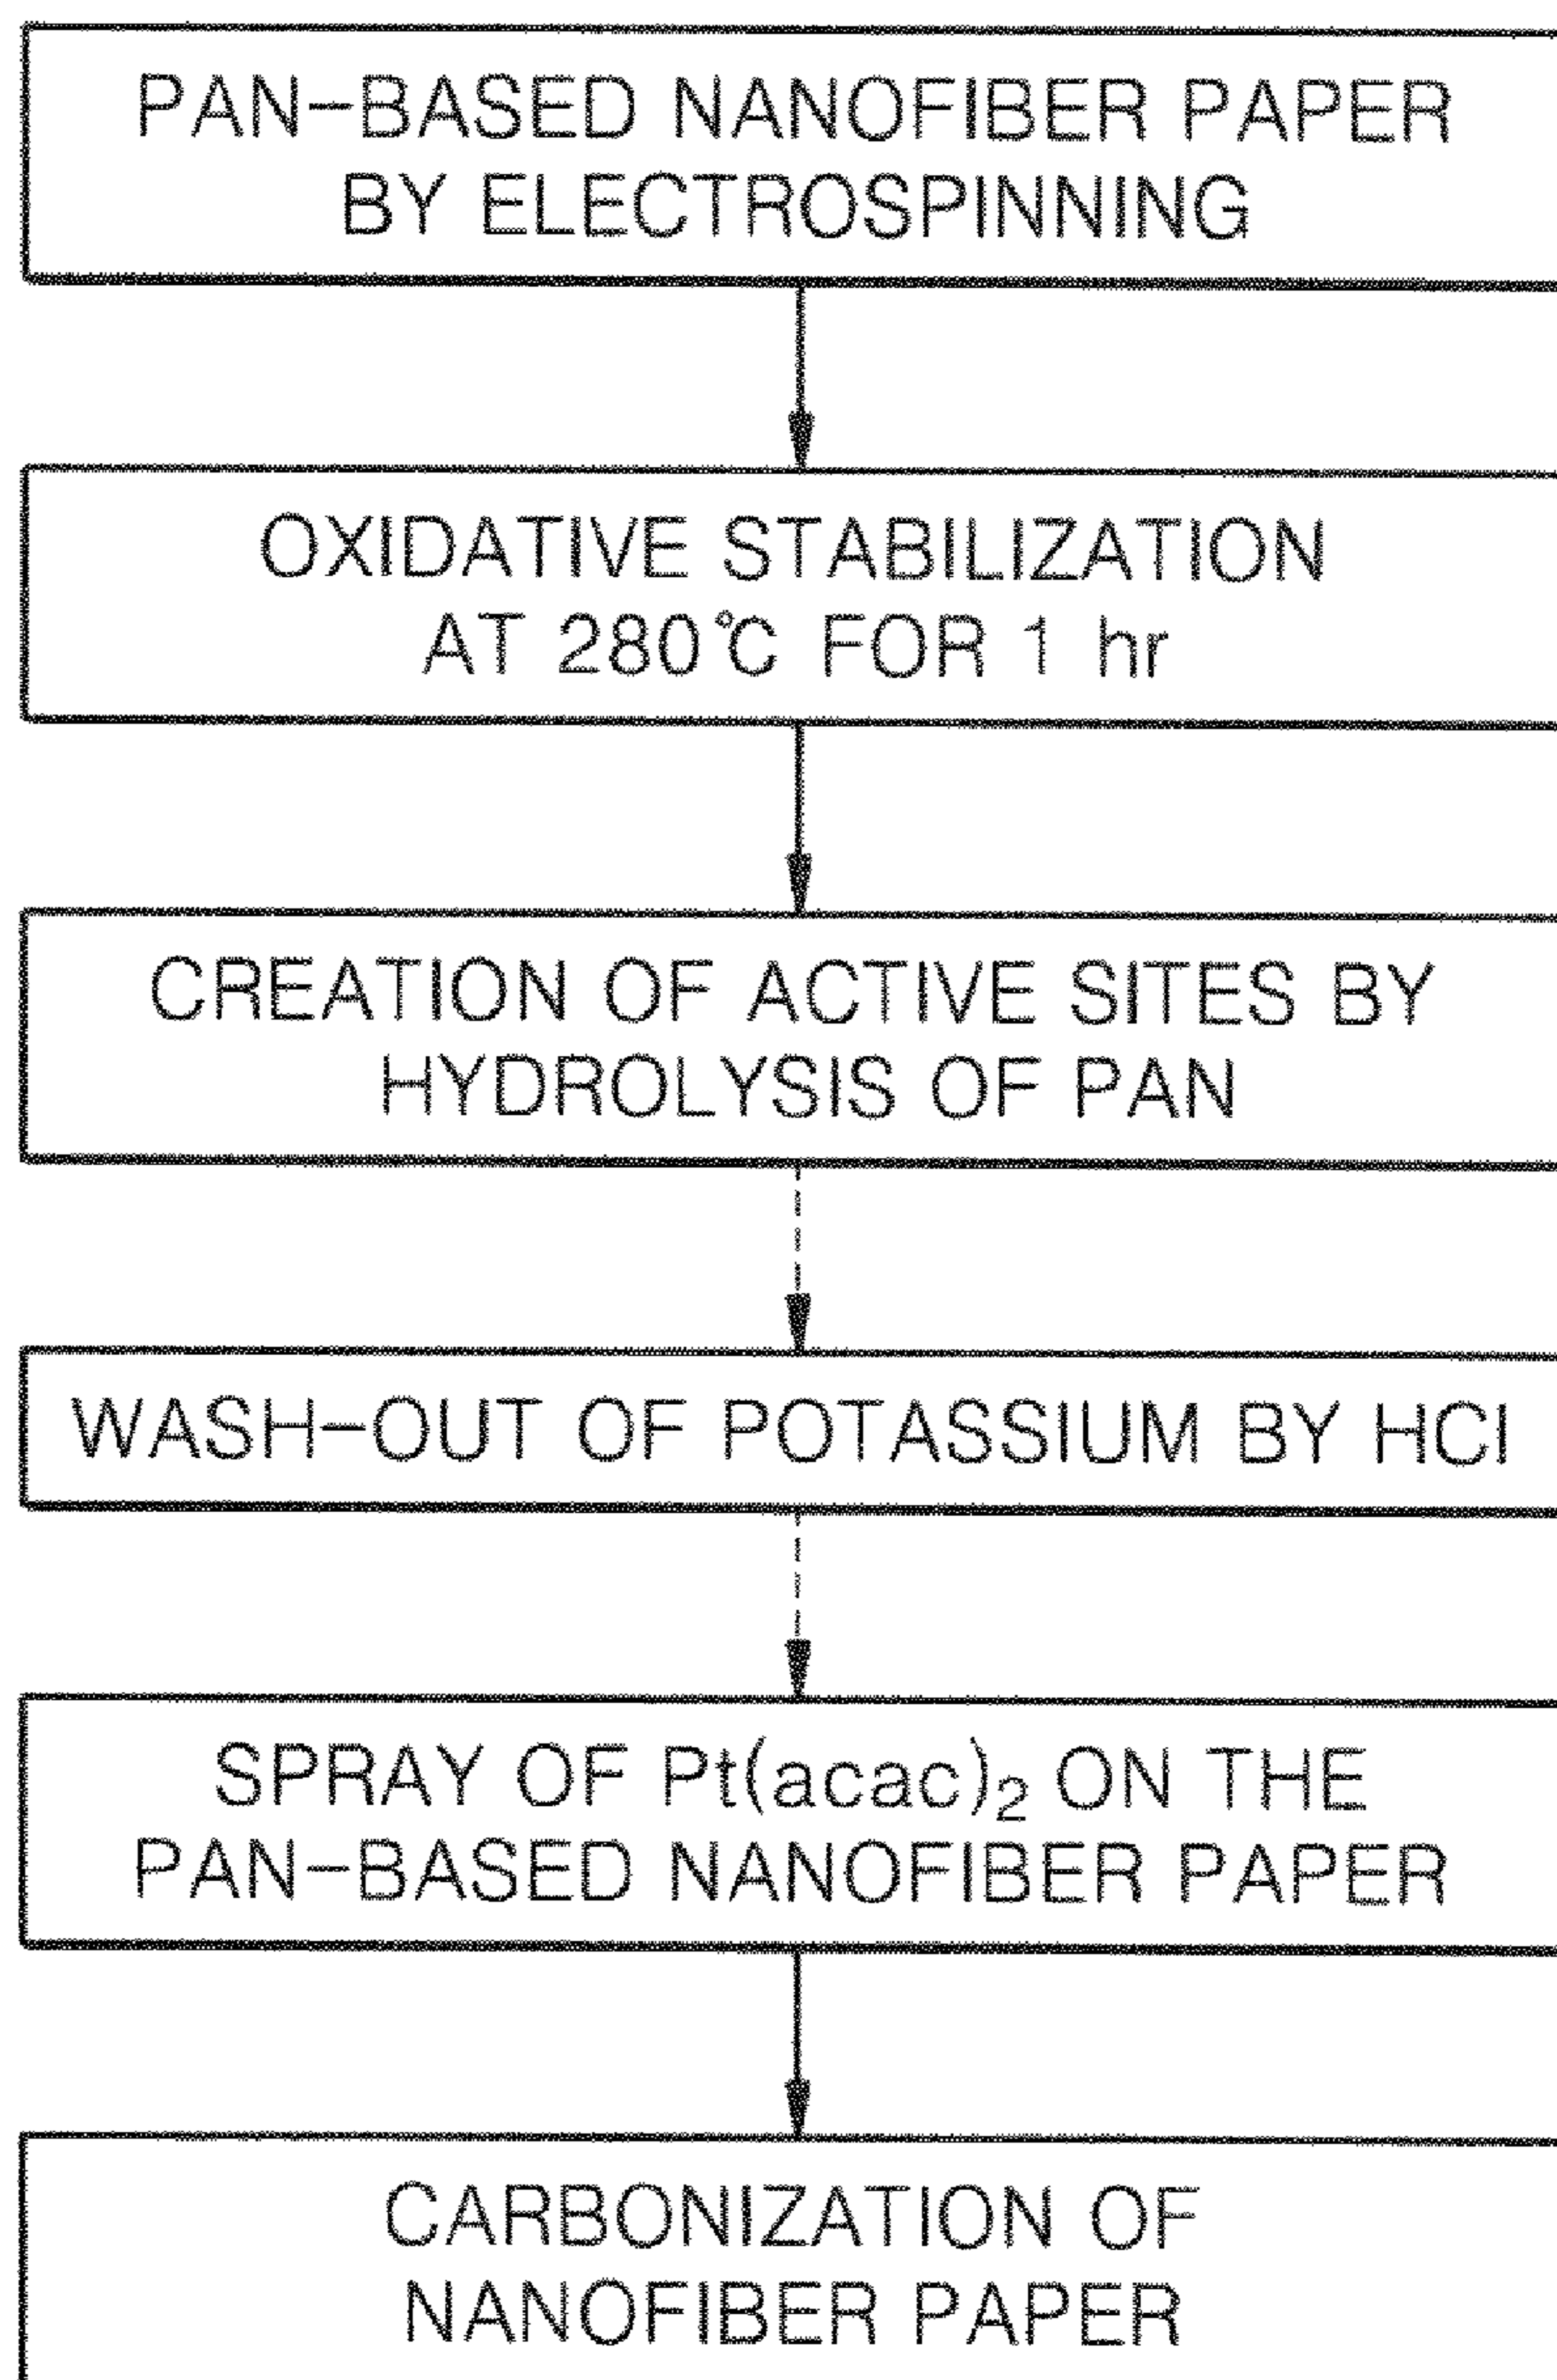 PAN-BASED NANOFIBER PAPER
BY ELECTROSPINNING
OXIDATIVE STABILIZATION
AT 280℃ FOR 1 hr
CREATION OF ACTIVE SITES BY
HYDROLYSIS OF PAN
WASH-OUT OF POTASSIUM BY HCl
SPRAY OF Pt(acac)₂ ON THE
PAN-BASED NANOFIBER PAPER
CARBONIZATION OF
NANOFIBER PAPER